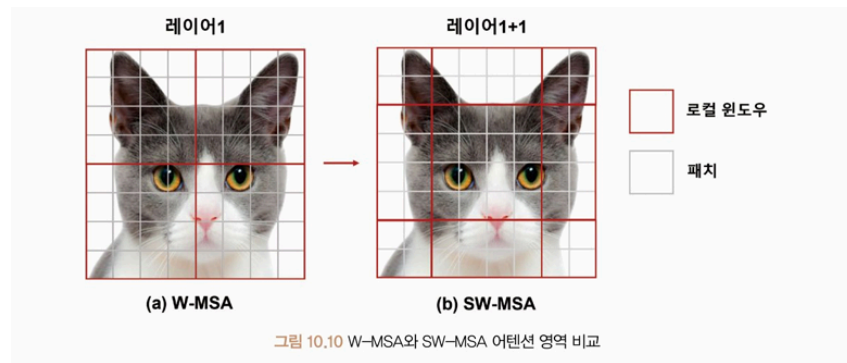 레이어1
레이어1+1
로컬 윈도우
패치
(a) W-MSA
(b) SW-MSA
그림 10.10 W-MSA와 SW-MSA 어텐션 영역 비교